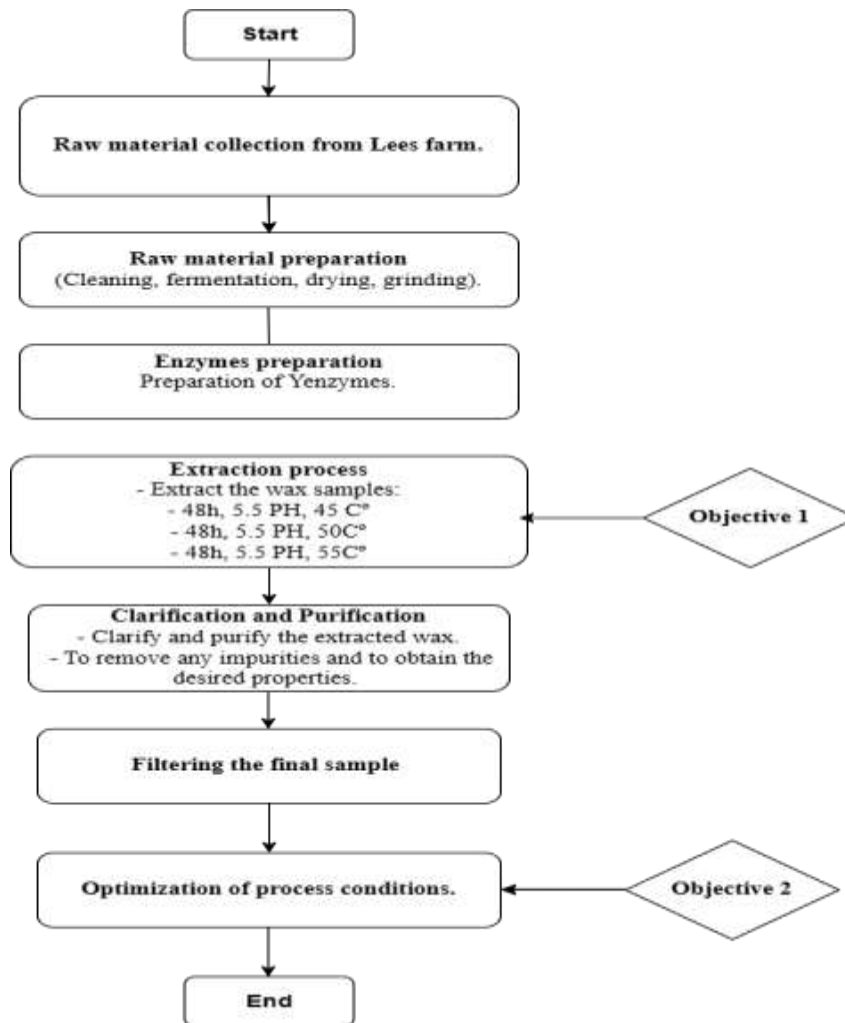 Start
Raw material collection from Lees farm.
Raw material preparation
(Cleaning, fermentation, drying, grinding).
Enzymes preparation
Preparation of Yenzymes.
Extraction process
- Extract the wax samples:
- 48h, 5.5 PH, 45 C°
- 48h, 5.5 PH, 50C°
- 48h, 5.5 PH, 55C°
Objective 1
Clarification and Purification
- Clarify and purify the extracted wax.
- To remove any impurities and to obtain the
desired properties.
Filtering the final sample
Optimization of process conditions.
Objective 2
End